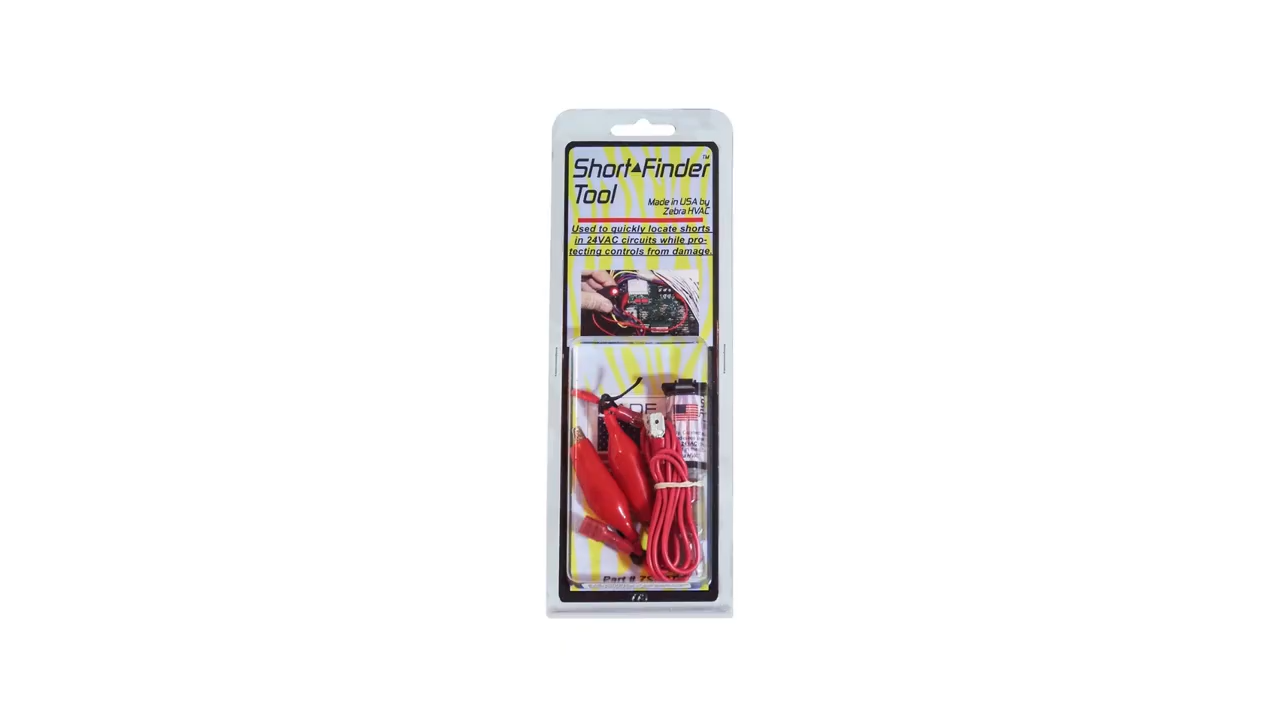 Short▲Finder™
Tool
Made in USA by
Zebra HVAC
Used to quickly locate shorts
in 24VAC circuits while pro-
tecting controls from damage.
Part #